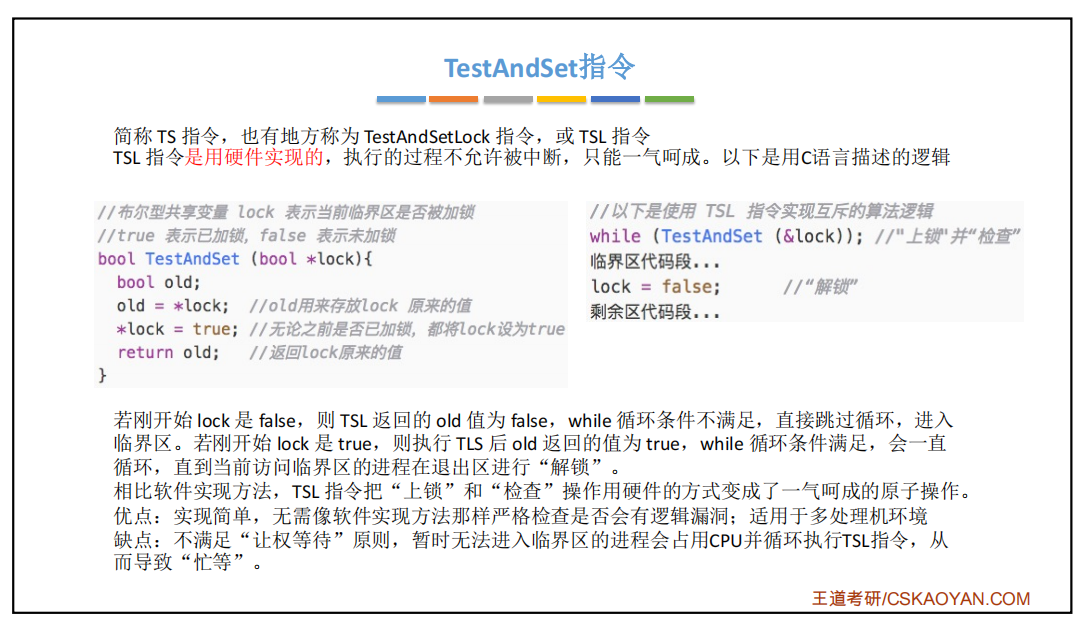 TestAndSet指令
简称 TS 指令，也有地方称为 TestAndSetLock 指令，或 TSL 指令
TSL 指令是用硬件实现的，执行的过程不允许被中断，只能一气呵成。以下是用C语言描述的逻辑
//布尔型共享变量 lock 表示当前临界区是否被加锁
//true 表示已加锁，false 表示未加锁
bool TestAndSet (bool *lock){
  bool old;
  old = *lock;  //old用来存放lock 原来的值
  *lock = true; //无论之前是否已加锁，都将lock设为true
  return old;   //返回lock原来的值
}
//以下是使用 TSL 指令实现互斥的算法逻辑
while (TestAndSet (&lock)); //"上锁"并“检查”
临界区代码段...
lock = false;      //“解锁”
剩余区代码段...
若刚开始 lock 是 false，则 TSL 返回的 old 值为 false，while 循环条件不满足，直接跳过循环，进入
临界区。若刚开始 lock 是 true，则执行 TLS 后 old 返回的值为 true，while 循环条件满足，会一直
循环，直到当前访问临界区的进程在退出区进行“解锁”。
相比软件实现方法，TSL 指令把“上锁”和“检查”操作用硬件的方式变成了一气呵成的原子操作。
优点：实现简单，无需像软件实现方法那样严格检查是否会有逻辑漏洞；适用于多处理机环境
缺点：不满足“让权等待”原则，暂时无法进入临界区的进程会占用CPU并循环执行TSL指令，从
而导致“忙等”。
王道考研/CSKAOYAN.COM